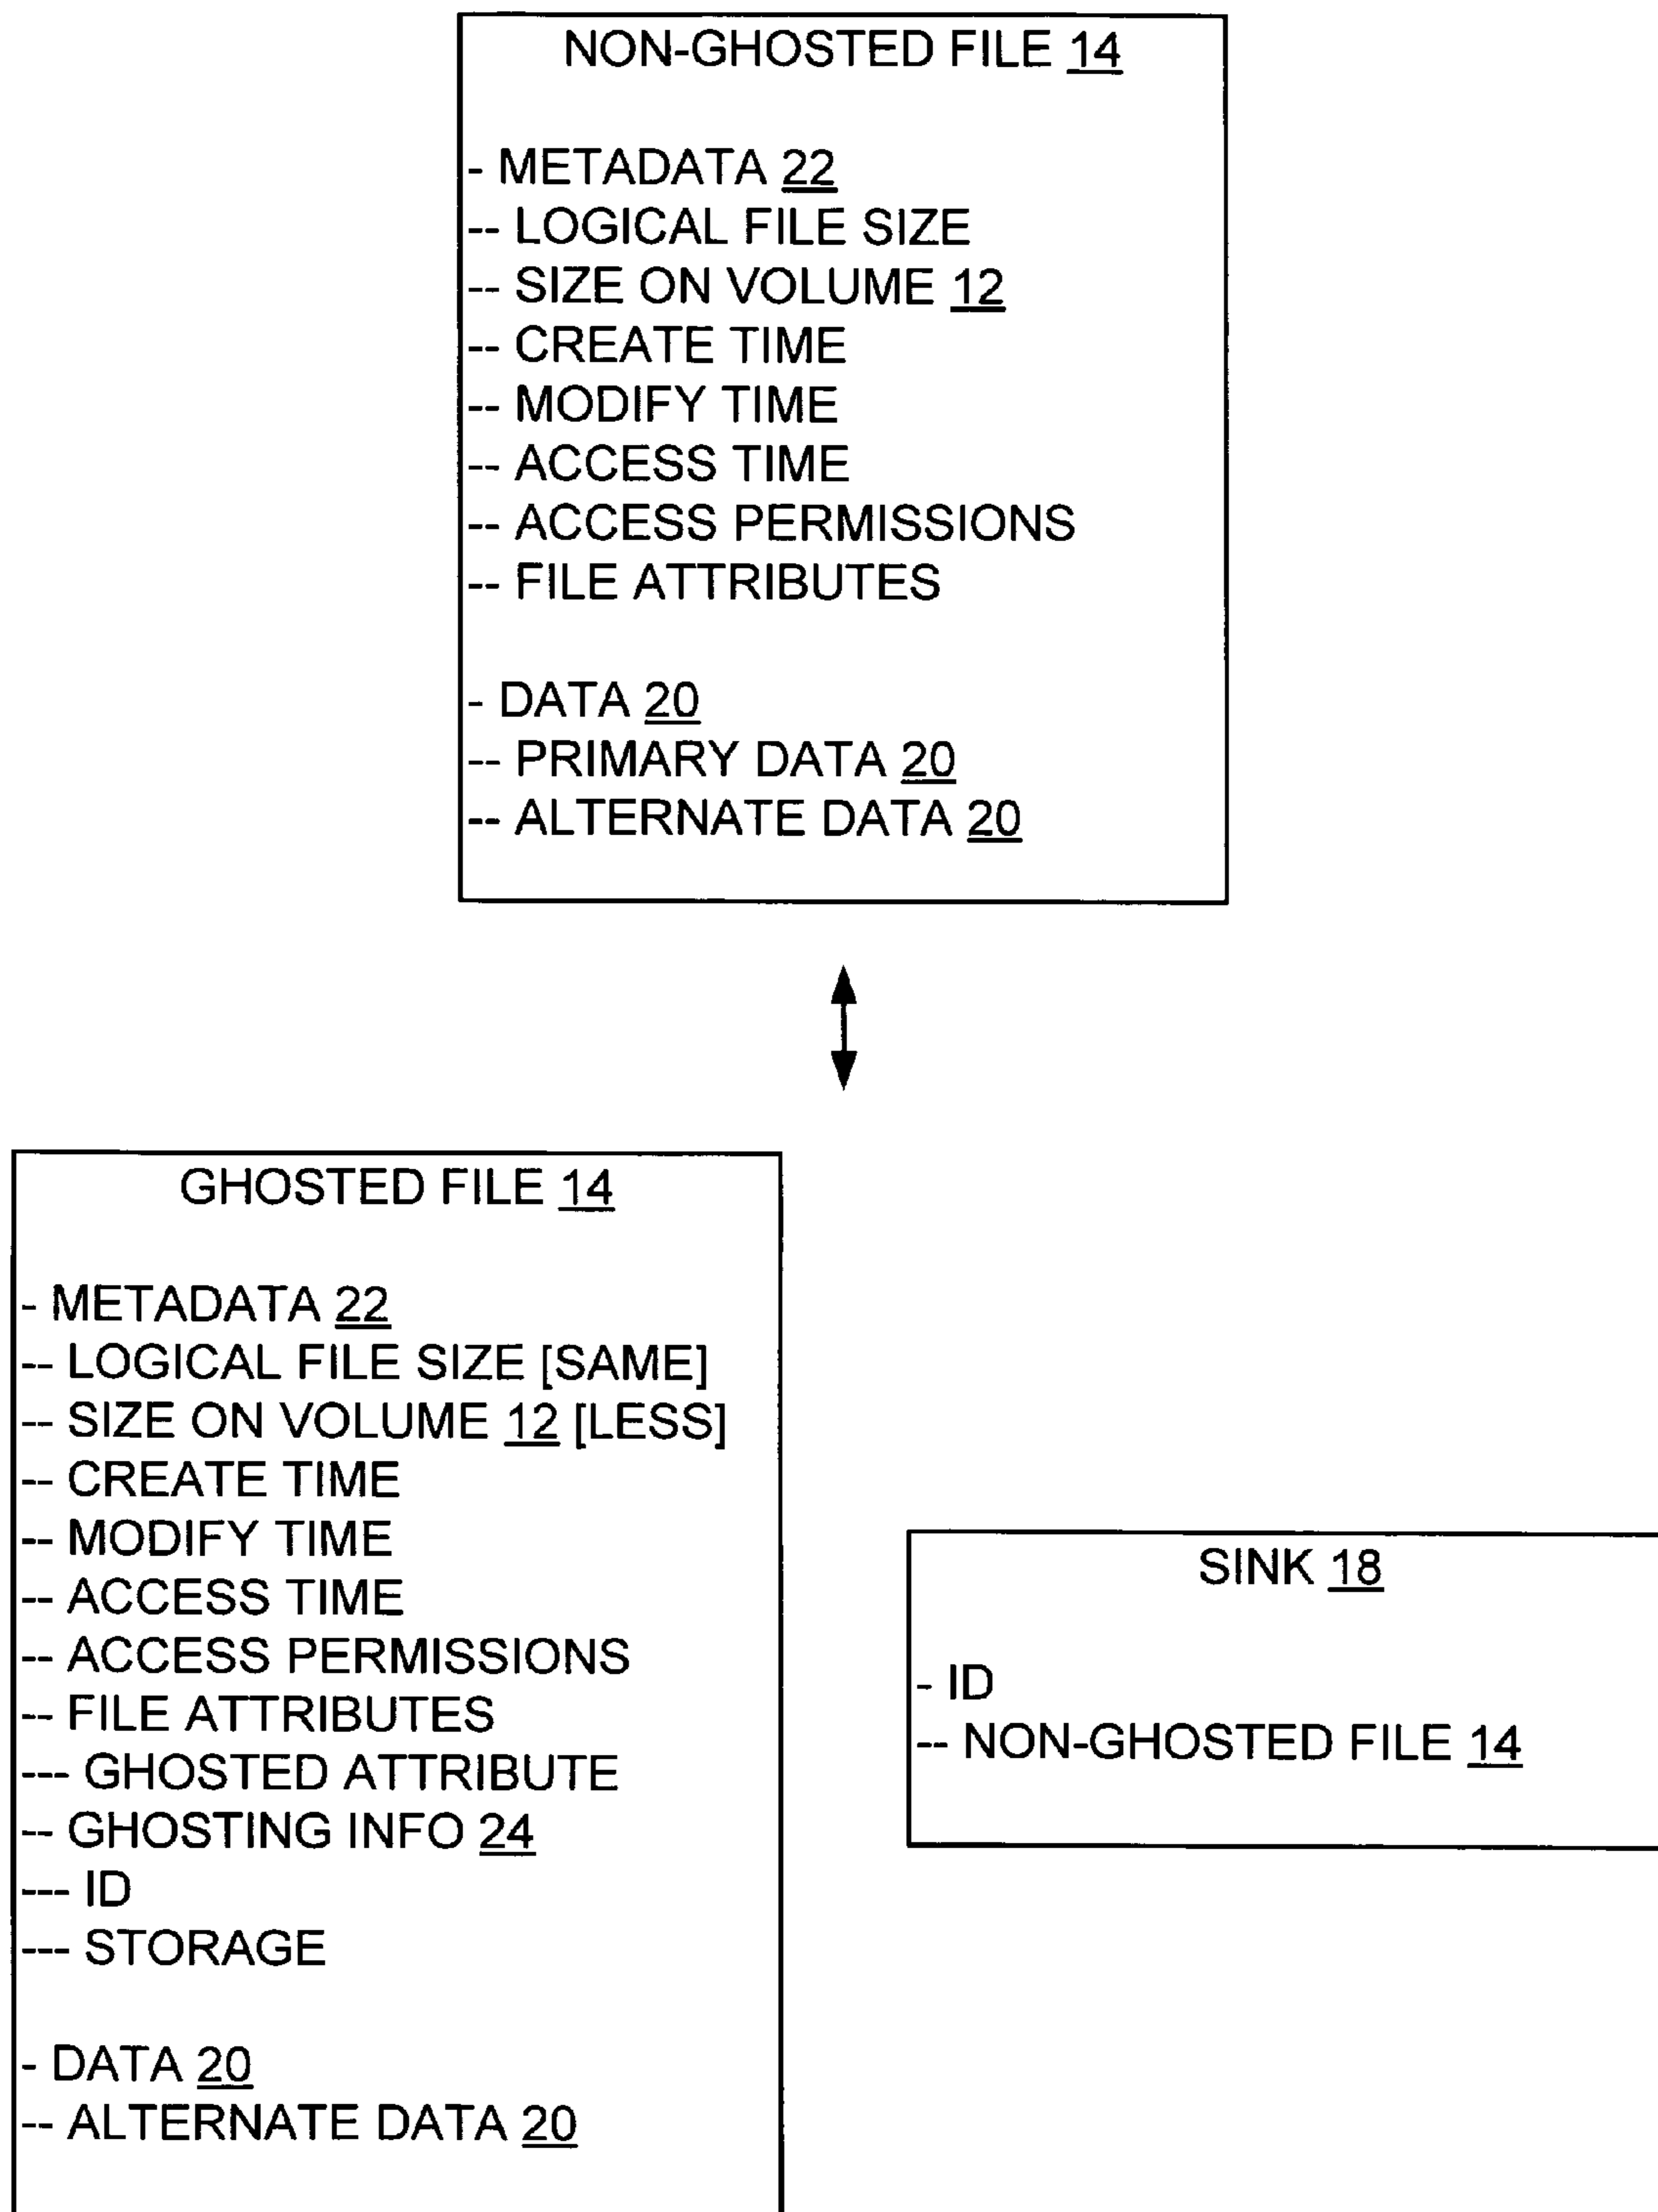 NON-GHOSTED FILE 14
- METADATA 22
-- LOGICAL FILE SIZE
-- SIZE ON VOLUME 12
-- CREATE TIME
-- MODIFY TIME
-- ACCESS TIME
-- ACCESS PERMISSIONS
-- FILE ATTRIBUTES
- DATA 20
-- PRIMARY DATA 20
-- ALTERNATE DATA 20
GHOSTED FILE 14
- METADATA 22
-- LOGICAL FILE SIZE [SAME]
-- SIZE ON VOLUME 12 [LESS]
-- CREATE TIME
-- MODIFY TIME
-- ACCESS TIME
-- ACCESS PERMISSIONS
-- FILE ATTRIBUTES
--- GHOSTED ATTRIBUTE
-- GHOSTING INFO 24
--- ID
--- STORAGE
- DATA 20
-- ALTERNATE DATA 20
SINK 18
- ID
-- NON-GHOSTED FILE 14